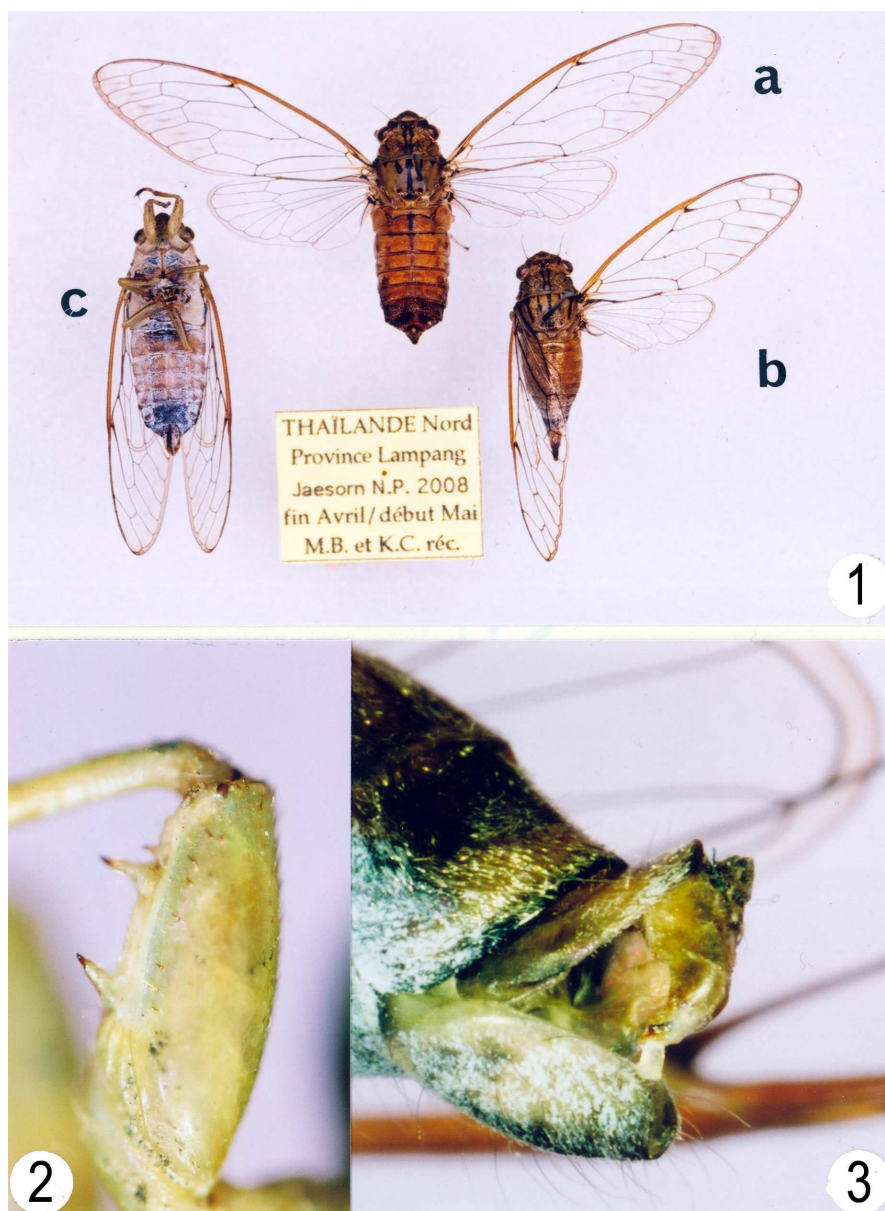 a
c
b
THAÏLANDE Nord
Province Lampang
Jaesorn N.P. 2008
fin Avril/début Mai
M.B. et K.C. réc.
1
2
3